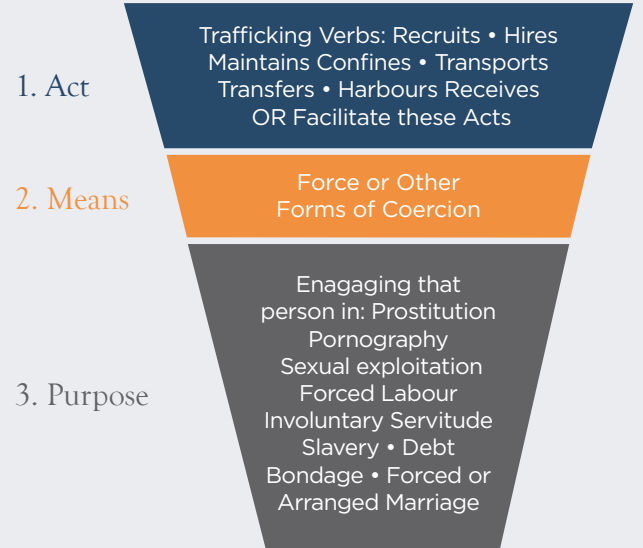 1. Act
Trafficking Verbs: Recruits • Hires
Maintains Confines • Transports
Transfers • Harbours Receives
OR Facilitate these Acts
2. Means
Force or Other
Forms of Coercion
3. Purpose
Enagaging that
person in: Prostitution
Pornography
Sexual exploitation
Forced Labour
Involuntary Servitude
Slavery • Debt
Bondage • Forced or
Arranged Marriage